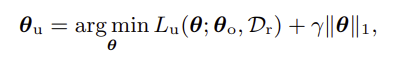 θ_u = arg min_θ L_u(θ; θ_o, 𝒟_r) + γ‖θ‖_1,